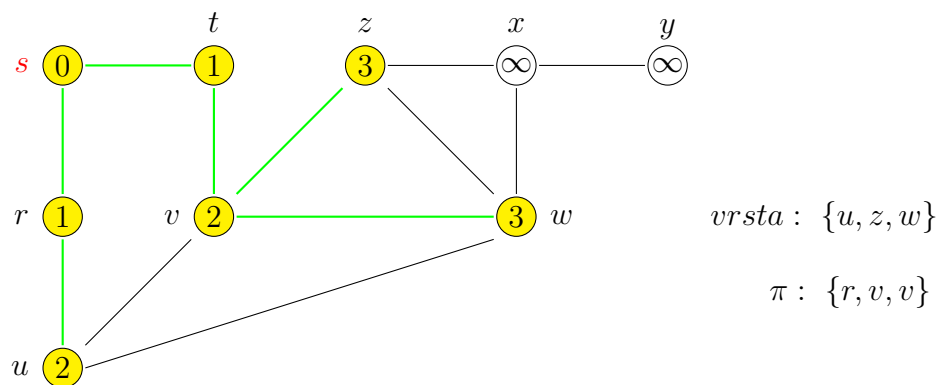 t z x y
s 0 1 3 ∞ ∞
r 1 v 2 3 w vrsta : {u, z, w}
π : {r, v, v}
u 2